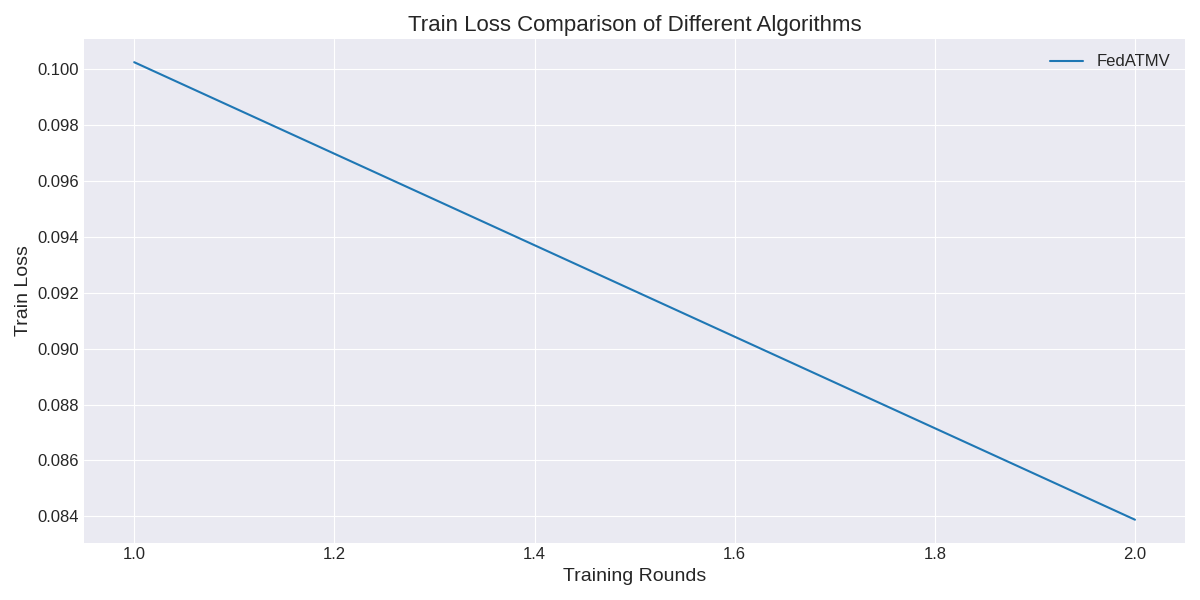 Train Loss Comparison of Different Algorithms
FedATMV
0.100
0.098
0.096
0.094
0.092
0.090
0.088
0.086
0.084
Train Loss
1.0 1.2 1.4 1.6 1.8 2.0
Training Rounds